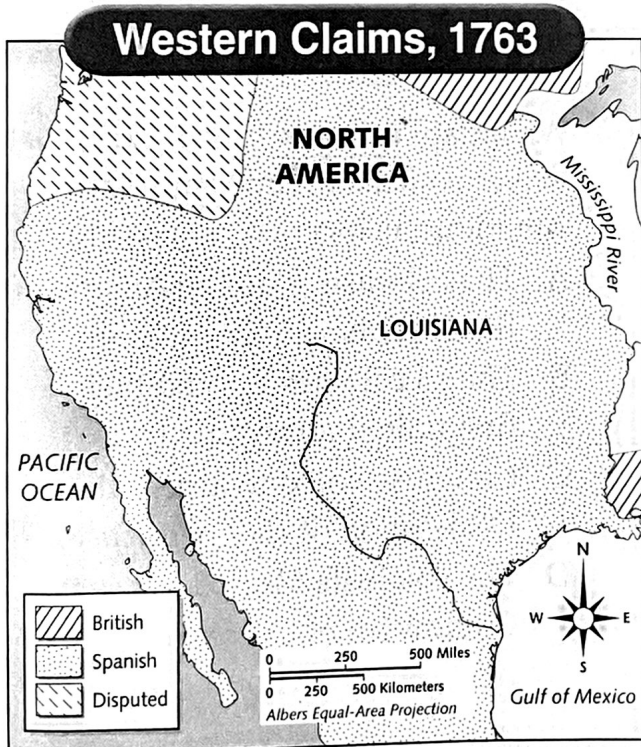 Western Claims, 1763
NORTH
AMERICA
Mississippi River
LOUISIANA
PACIFIC
OCEAN
N
W
E
S
British
Spanish
Disputed
0 250 500 Miles
0 250 500 Kilometers
Albers Equal-Area Projection
Gulf of Mexico